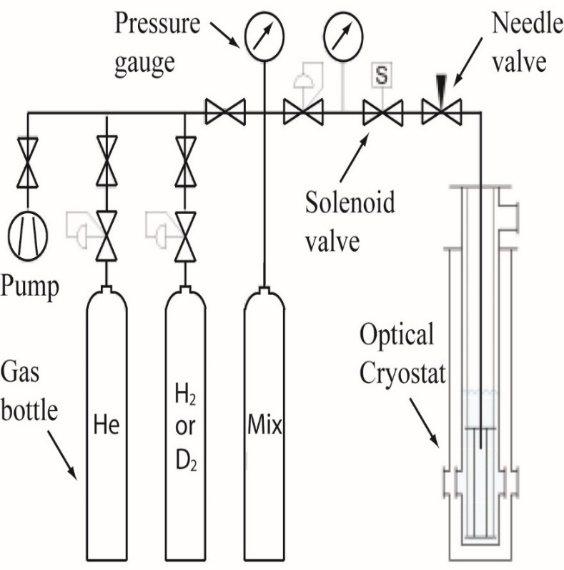 Pressure
gauge
Needle
valve
S
Solenoid
valve
Pump
Optical
Cryostat
Gas
bottle
He
H₂
or
D₂
Mix